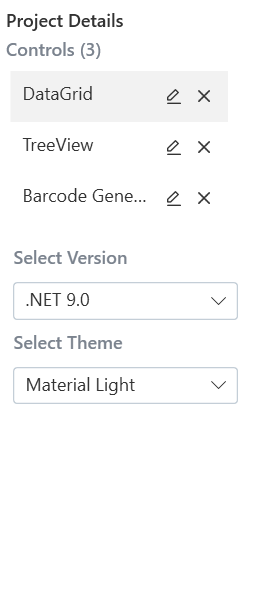 Project Details
Controls (3)
DataGrid
TreeView
Barcode Gene...
Select Version
.NET 9.0
Select Theme
Material Light